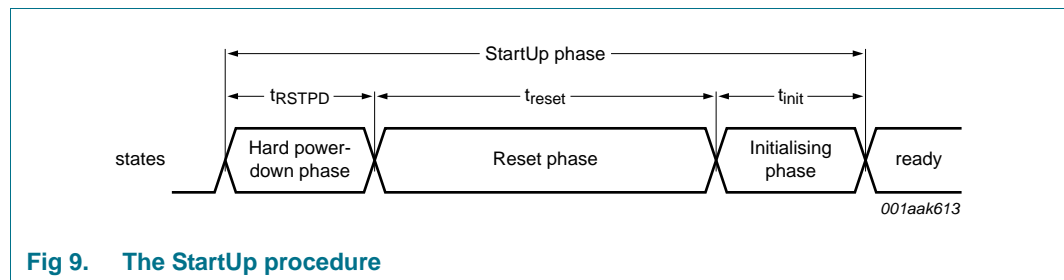 StartUp phase
tRSTPD
treset
tinit
states
Hard power-
down phase
Reset phase
Initialising
phase
ready
001aak613
Fig 9. The StartUp procedure